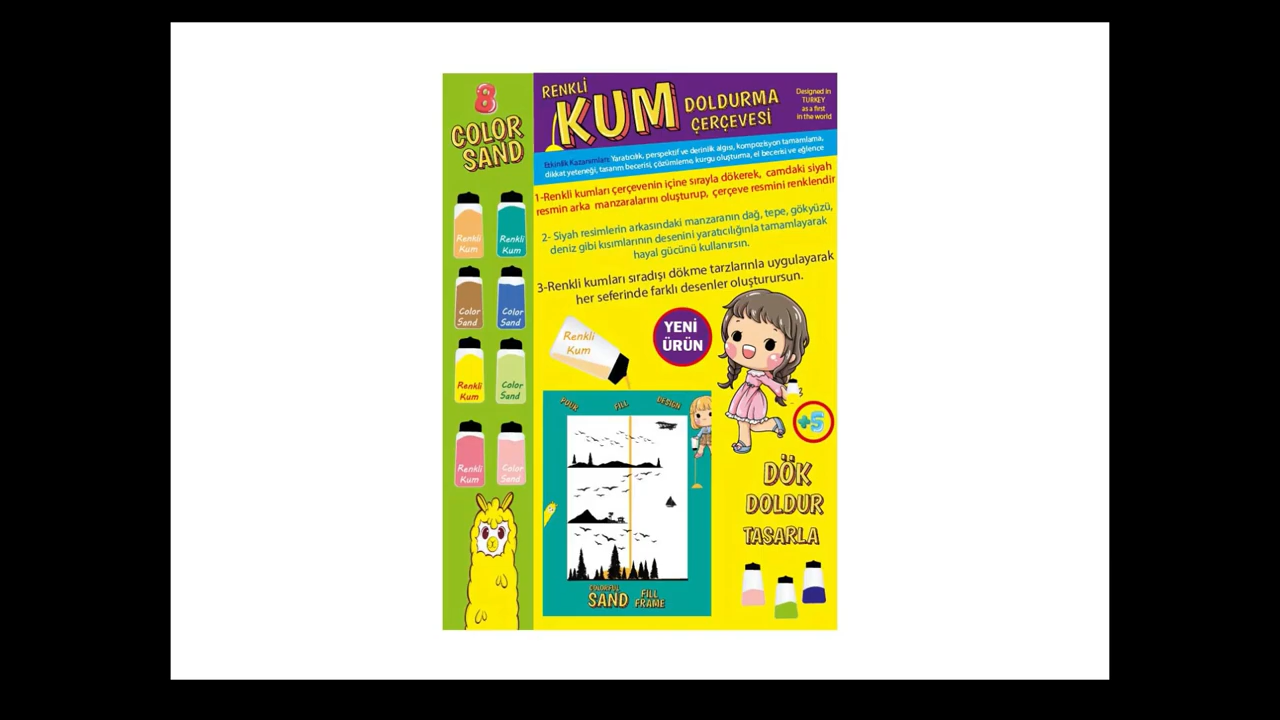 8
COLOR
SAND
Renkli
Kum
Renkli
Kum
Color
Sand
Color
Sand
Renkli
Kum
Color
Sand
Renkli
Kum
Color
Sand
RENKLİ
KUM
DOLDURMA
ÇERÇEVESİ
Designed in
TURKEY
as a first
in the world
Etkinlik Kazanımları: Yaratıcılık, perspektif ve derinlik algısı, kompozisyon tamamlama,
dikkat yeteneği, tasarım becerisi, çözümleme, kurgu oluşturma, el becerisi ve eğlence
1-Renkli kumları çerçevenin içine sırayla dökerek, camdaki siyah
resmin arka manzaralarını oluşturup, çerçeve resmini renklendir
2- Siyah resimlerin arkasındaki manzaranın dağ, tepe, gökyüzü,
deniz gibi kısımlarının desenini yaratıcılığınla tamamlayarak
hayal gücünü kullanırsın.
3-Renkli kumları sıradışı dökme tarzlarınla uygulayarak
her seferinde farklı desenler oluşturursun.
Renkli
Kum
YENİ
ÜRÜN
+5
POUR FILL DESIGN
COLORFUL
SAND
FILL
FRAME
DÖK
DOLDUR
TASARLA